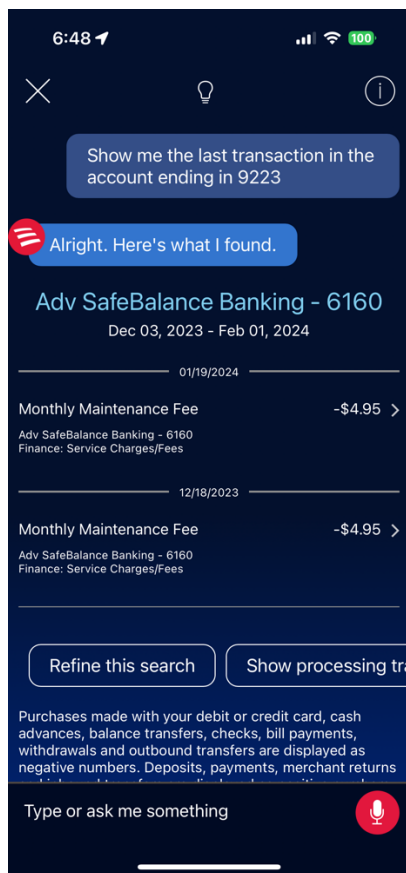 6:48
100
Show me the last transaction in the
account ending in 9223
Alright. Here's what I found.
Adv SafeBalance Banking - 6160
Dec 03, 2023 - Feb 01, 2024
01/19/2024
Monthly Maintenance Fee -$4.95
Adv SafeBalance Banking - 6160
Finance: Service Charges/Fees
12/18/2023
Monthly Maintenance Fee -$4.95
Adv SafeBalance Banking - 6160
Finance: Service Charges/Fees
Refine this search Show processing tr
Purchases made with your debit or credit card, cash
advances, balance transfers, checks, bill payments,
withdrawals and outbound transfers are displayed as
negative numbers. Deposits, payments, merchant returns
Type or ask me something